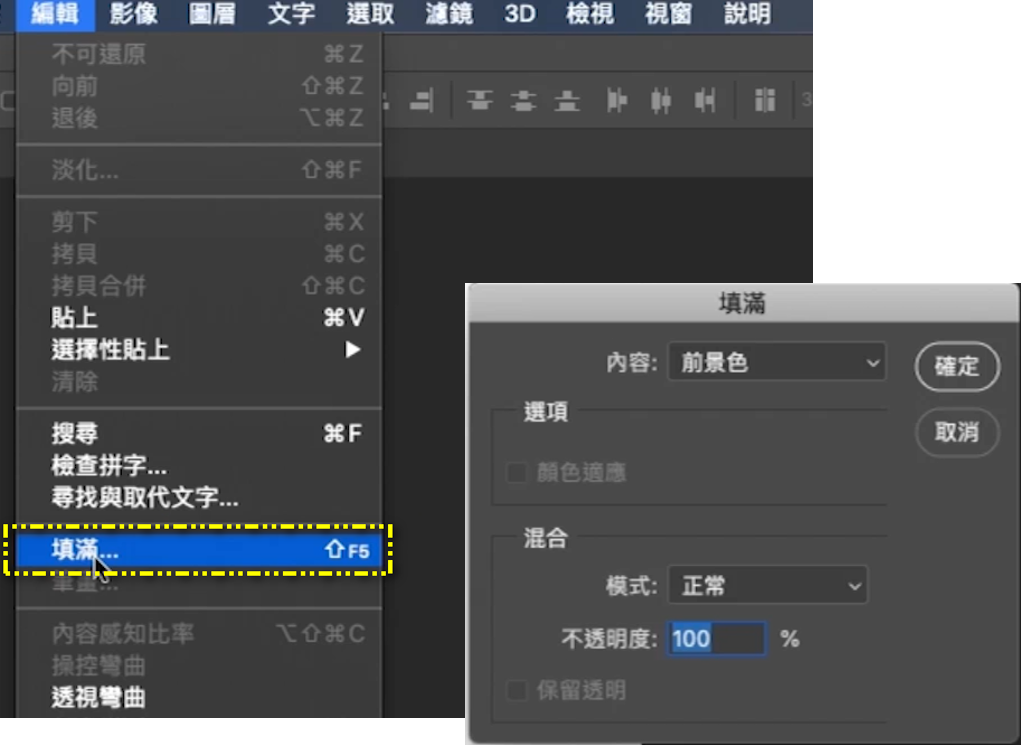 編輯 影像 圖層 文字 選取 濾鏡 3D 檢視 視窗 說明
不可還原 ⌘Z
向前 ⇧⌘Z
退後 ⌥⌘Z
淡化... ⇧⌘F
剪下 ⌘X
拷貝 ⌘C
拷貝合併 ⇧⌘C
貼上 ⌘V
選擇性貼上
清除
搜尋 ⌘F
檢查拼字...
尋找與取代文字...
填滿... ⇧F5
筆畫...
內容感知比率 ⌥⇧⌘C
操控彎曲
透視彎曲
填滿
內容: 前景色
確定
選項
取消
顏色適應
混合
模式: 正常
不透明度: 100 %
保留透明